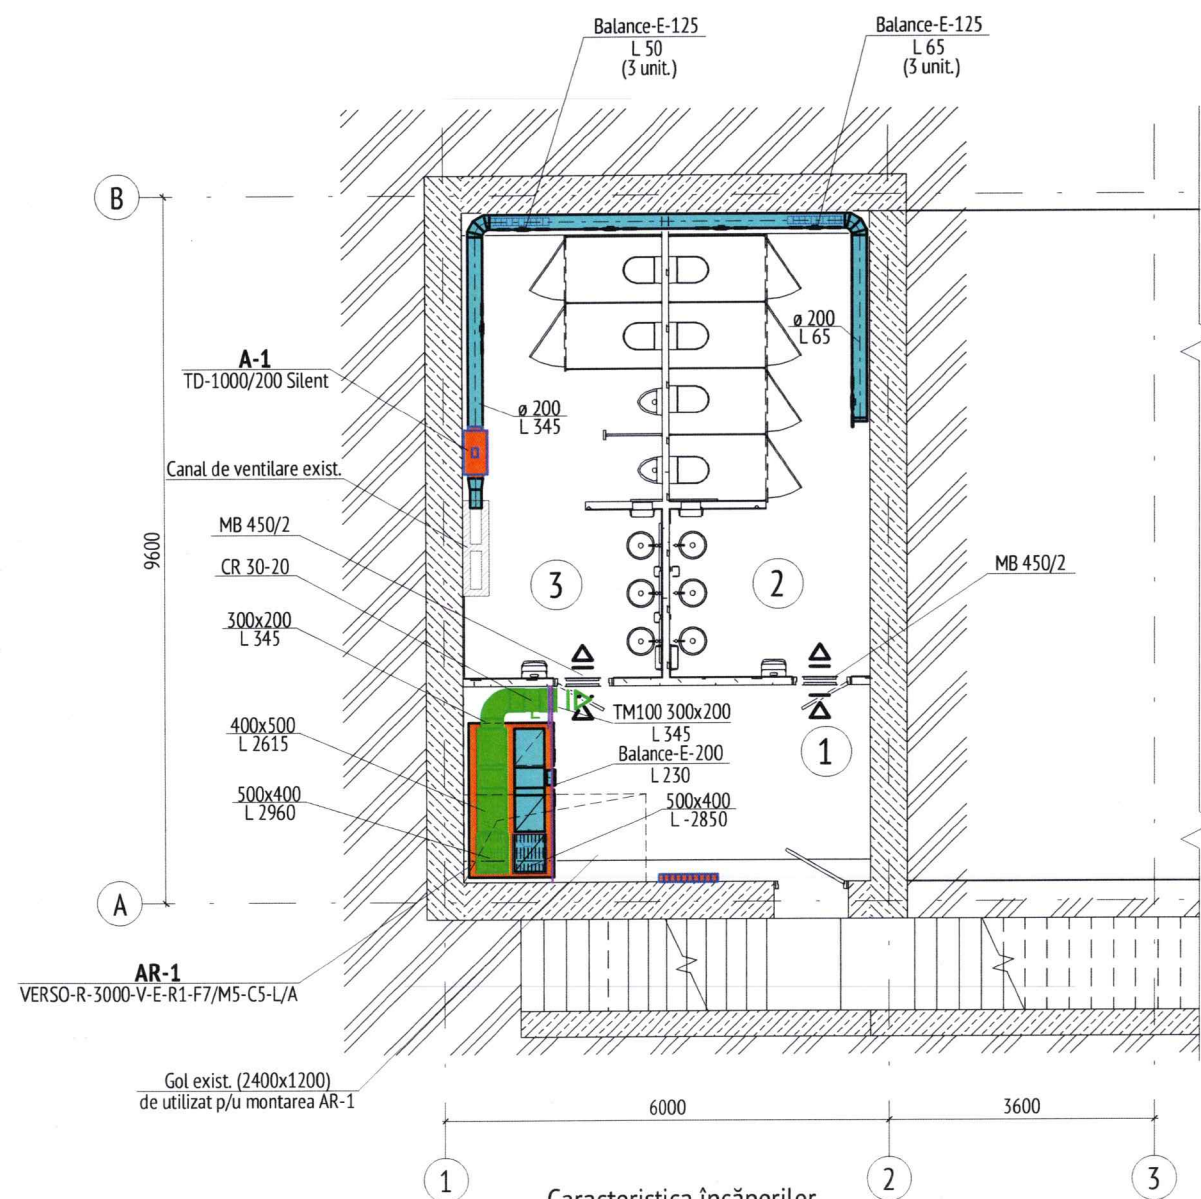 Balance-E-125
L 50
(3 unit.)
Balance-E-125
L 65
(3 unit.)
B
ø 200
L 65
A-1
TD-1000/200 Silent
ø 200
L 345
Canal de ventilare exist.
MB 450/2
CR 30-20
300x200
L 345
400x500
L 2615
500x400
L 2960
9600
3
2
MB 450/2
TM100 300x200
L 345
1
Balance-E-200
L 230
500x400
L -2850
A
AR-1
VERSO-R-3000-V-E-R1-F7/M5-C5-L/A
Gol exist. (2400x1200)
de utilizat p/u montarea AR-1
6000
3600
1
2
3
Caracteristica încăperilor